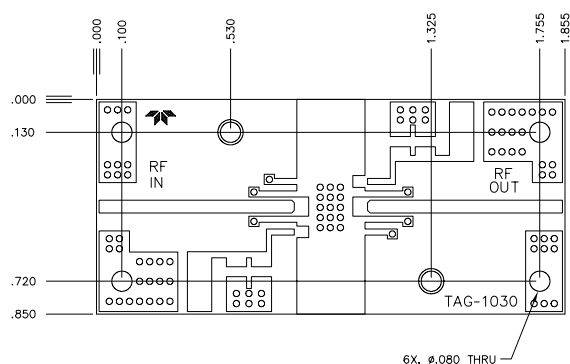 .000
.100
.530
1.325
1.755
1.855
.000
.130
RF
IN
RF
OUT
.720
.850
TAG-1030
6X, ø.080 THRU